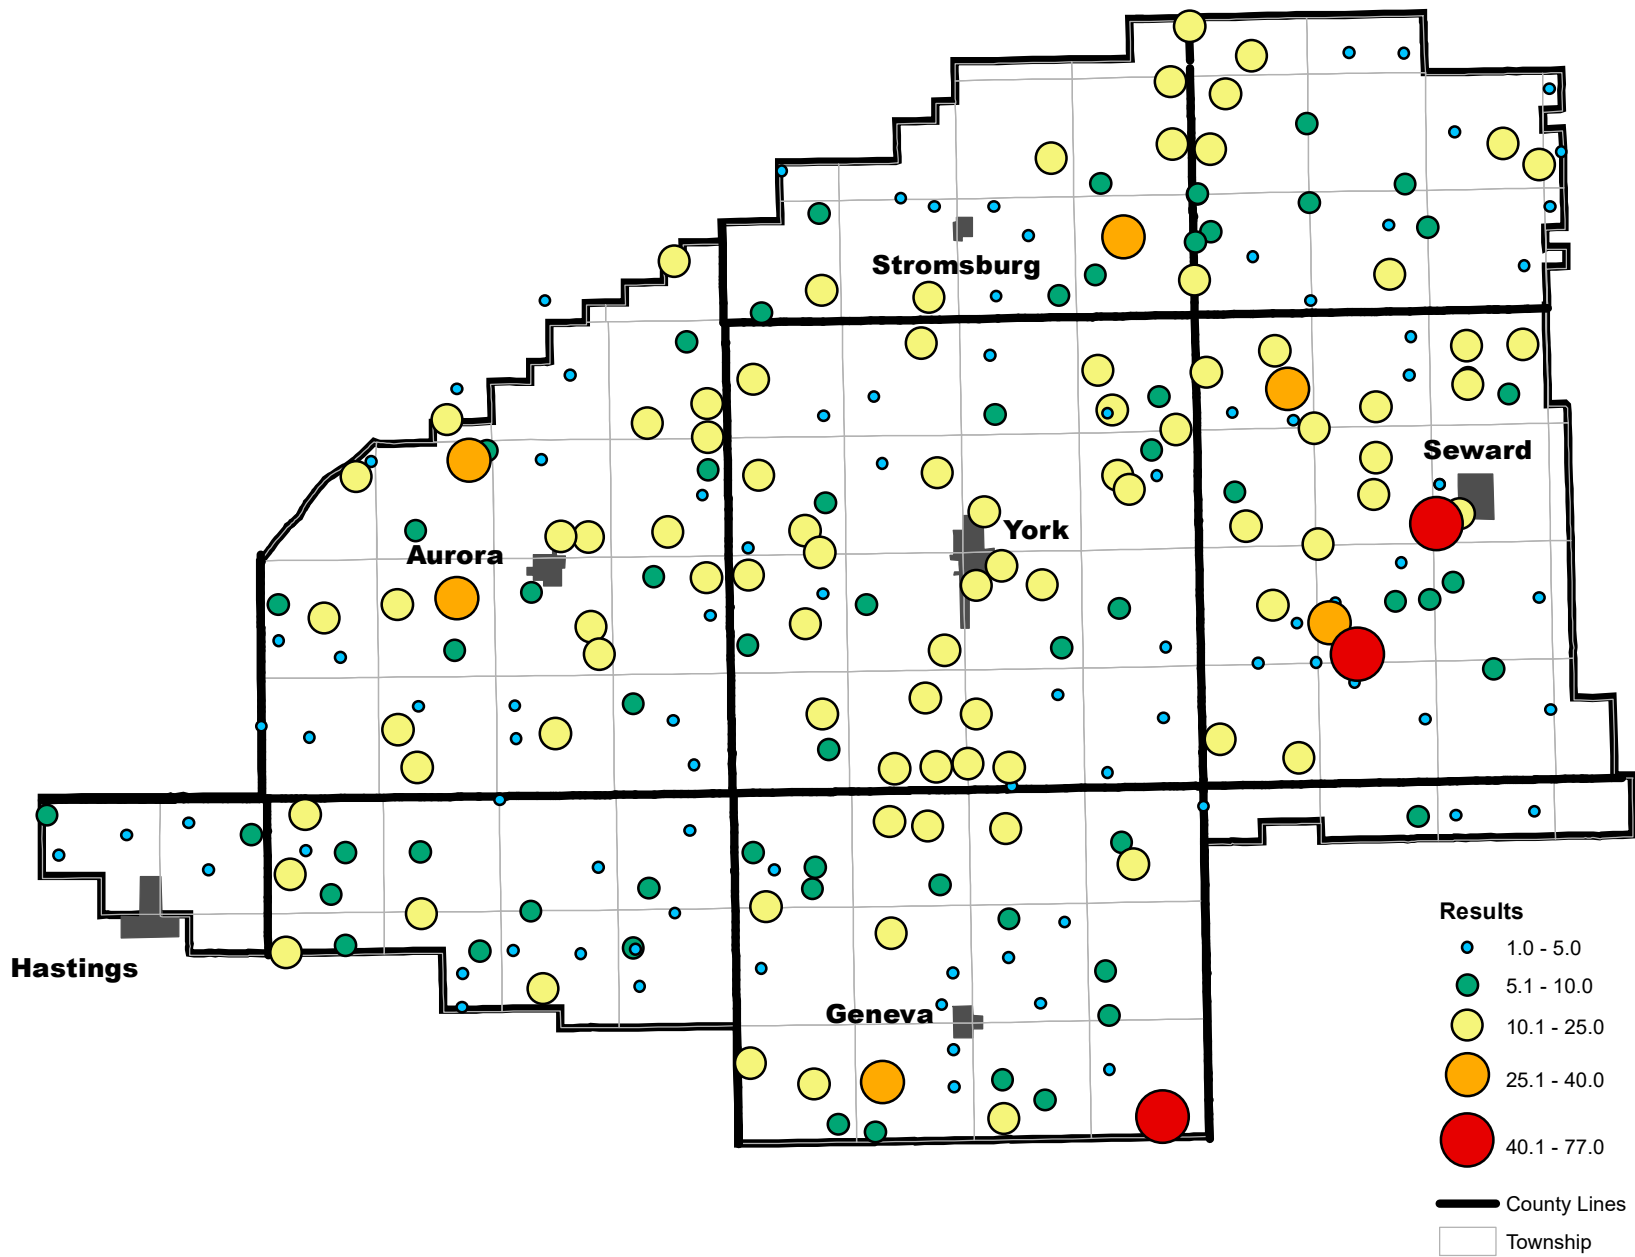 Stromsburg
Seward
York
Aurora
Hastings
Geneva
Results
1.0 - 5.0
5.1 - 10.0
10.1 - 25.0
25.1 - 40.0
40.1 - 77.0
County Lines
Township